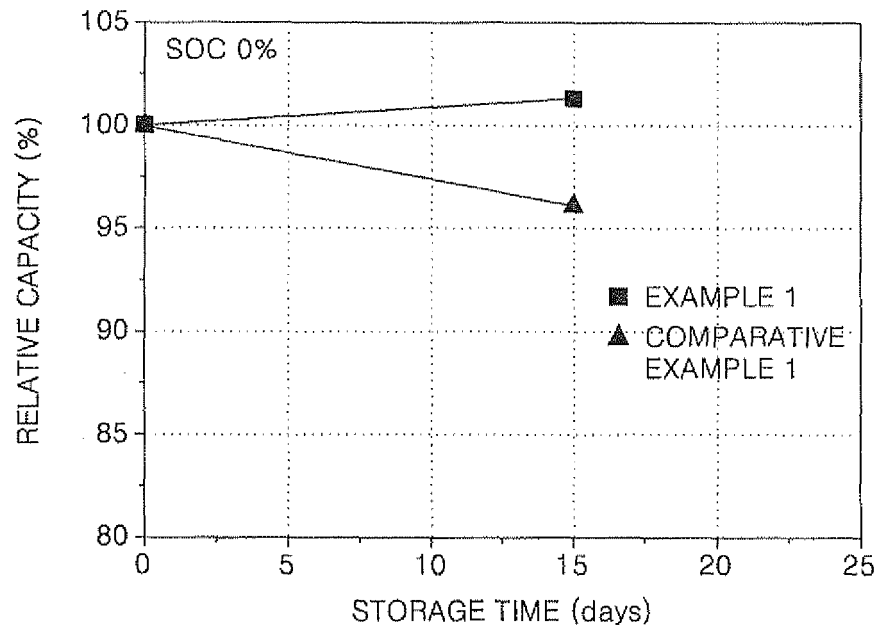 105
SOC 0%
100
95
90
85
80
RELATIVE CAPACITY (%)
■ EXAMPLE 1
▲ COMPARATIVE
EXAMPLE 1
0 5 10 15 20 25
STORAGE TIME (days)